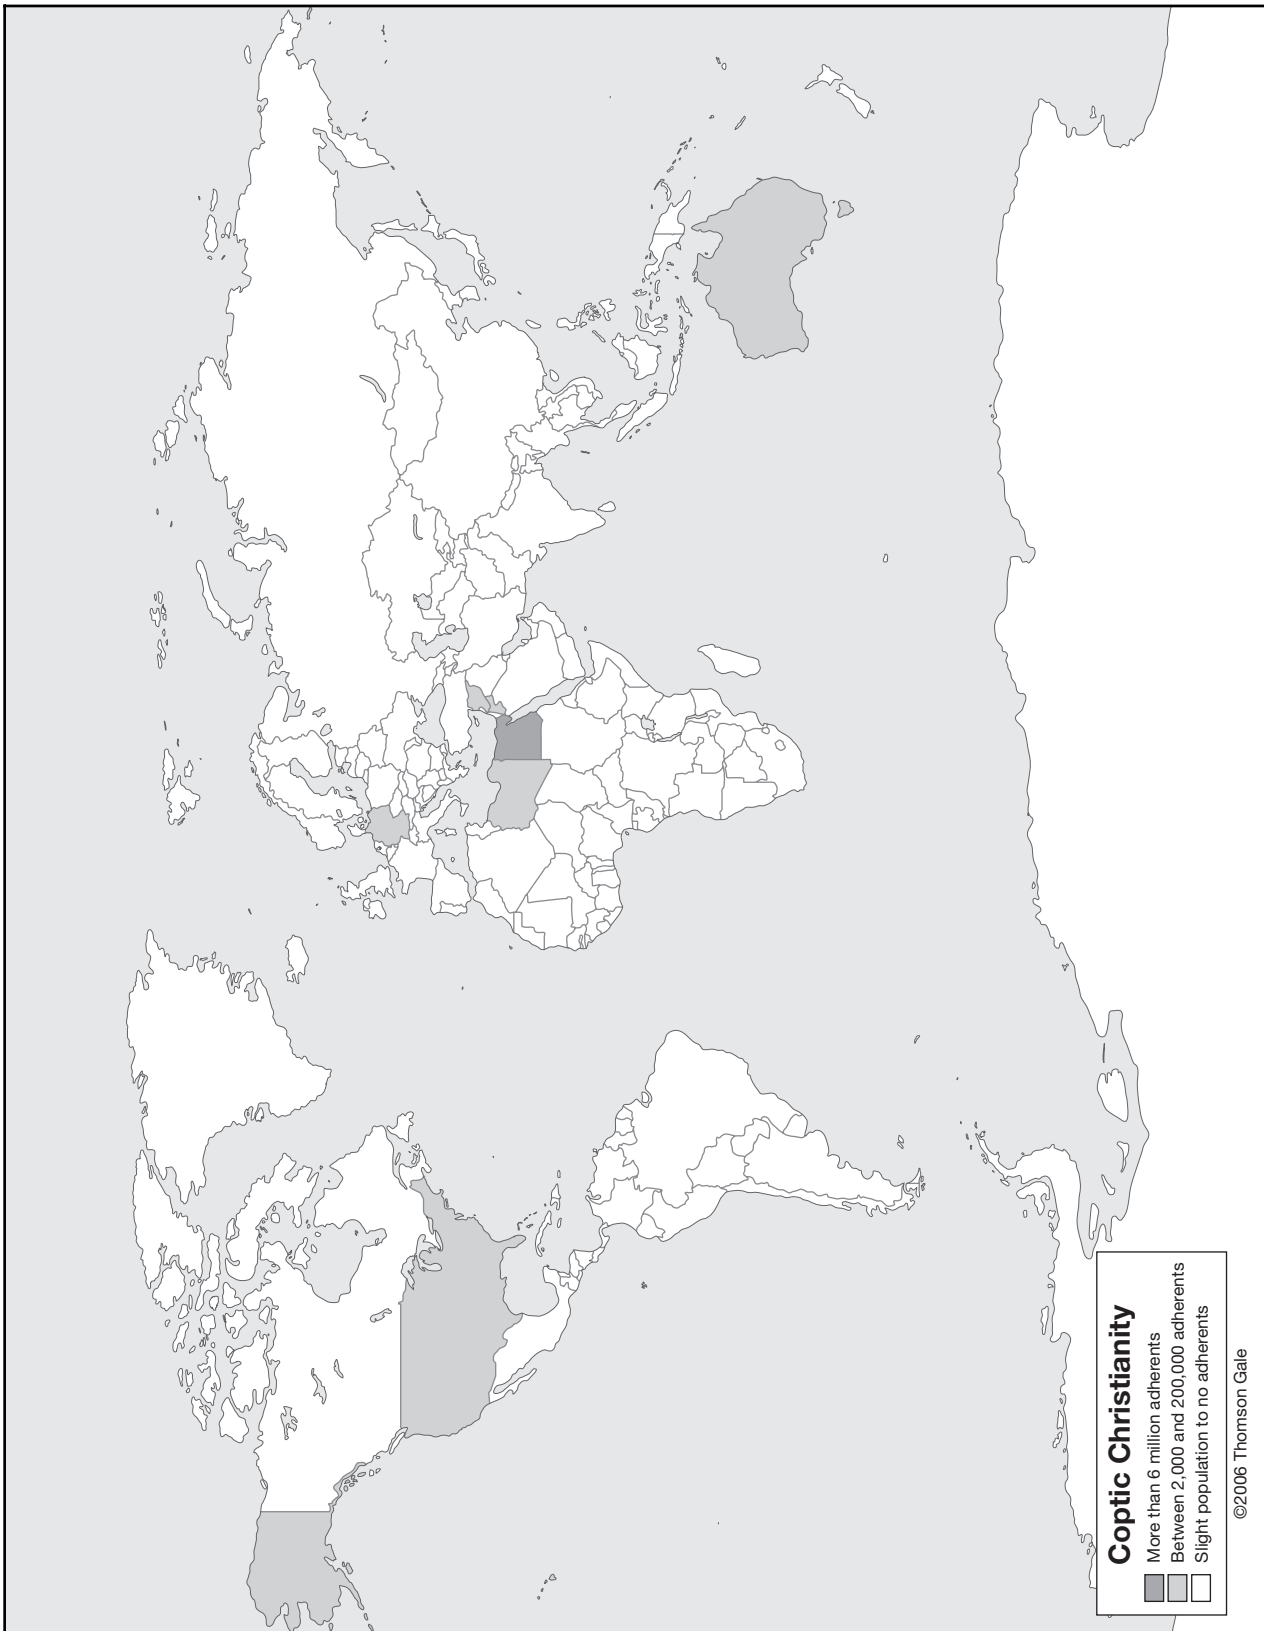 Coptic Christianity
More than 6 million adherents
Between 2,000 and 200,000 adherents
Slight population to no adherents
©2006 Thomson Gale